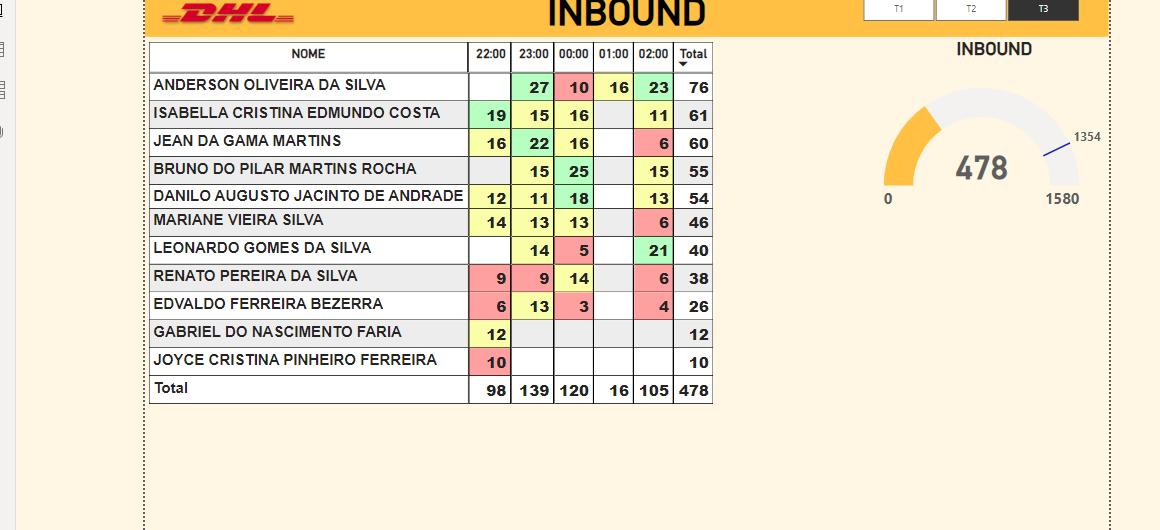 DHL
INBOUND
T1 T2 T3
NOME 22:00 23:00 00:00 01:00 02:00 Total
ANDERSON OLIVEIRA DA SILVA 27 10 16 23 76
ISABELLA CRISTINA EDMUNDO COSTA 19 15 16 11 61
JEAN DA GAMA MARTINS 16 22 16 6 60
BRUNO DO PILAR MARTINS ROCHA 15 25 15 55
DANILO AUGUSTO JACINTO DE ANDRADE 12 11 18 13 54
MARIANE VIEIRA SILVA 14 13 13 6 46
LEONARDO GOMES DA SILVA 14 5 21 40
RENATO PEREIRA DA SILVA 9 9 14 6 38
EDVALDO FERREIRA BEZERRA 6 13 3 4 26
GABRIEL DO NASCIMENTO FARIA 12 12
JOYCE CRISTINA PINHEIRO FERREIRA 10 10
Total 98 139 120 16 105 478
INBOUND
1354
478
0 1580